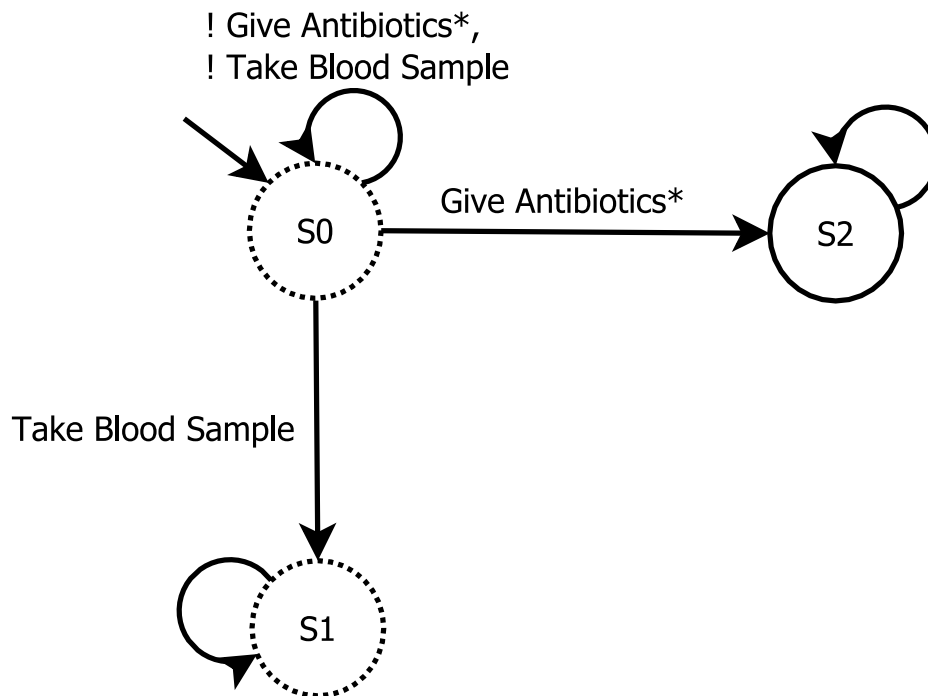 ! Give Antibiotics*,
! Take Blood Sample
Give Antibiotics*
S0
S2
Take Blood Sample
S1